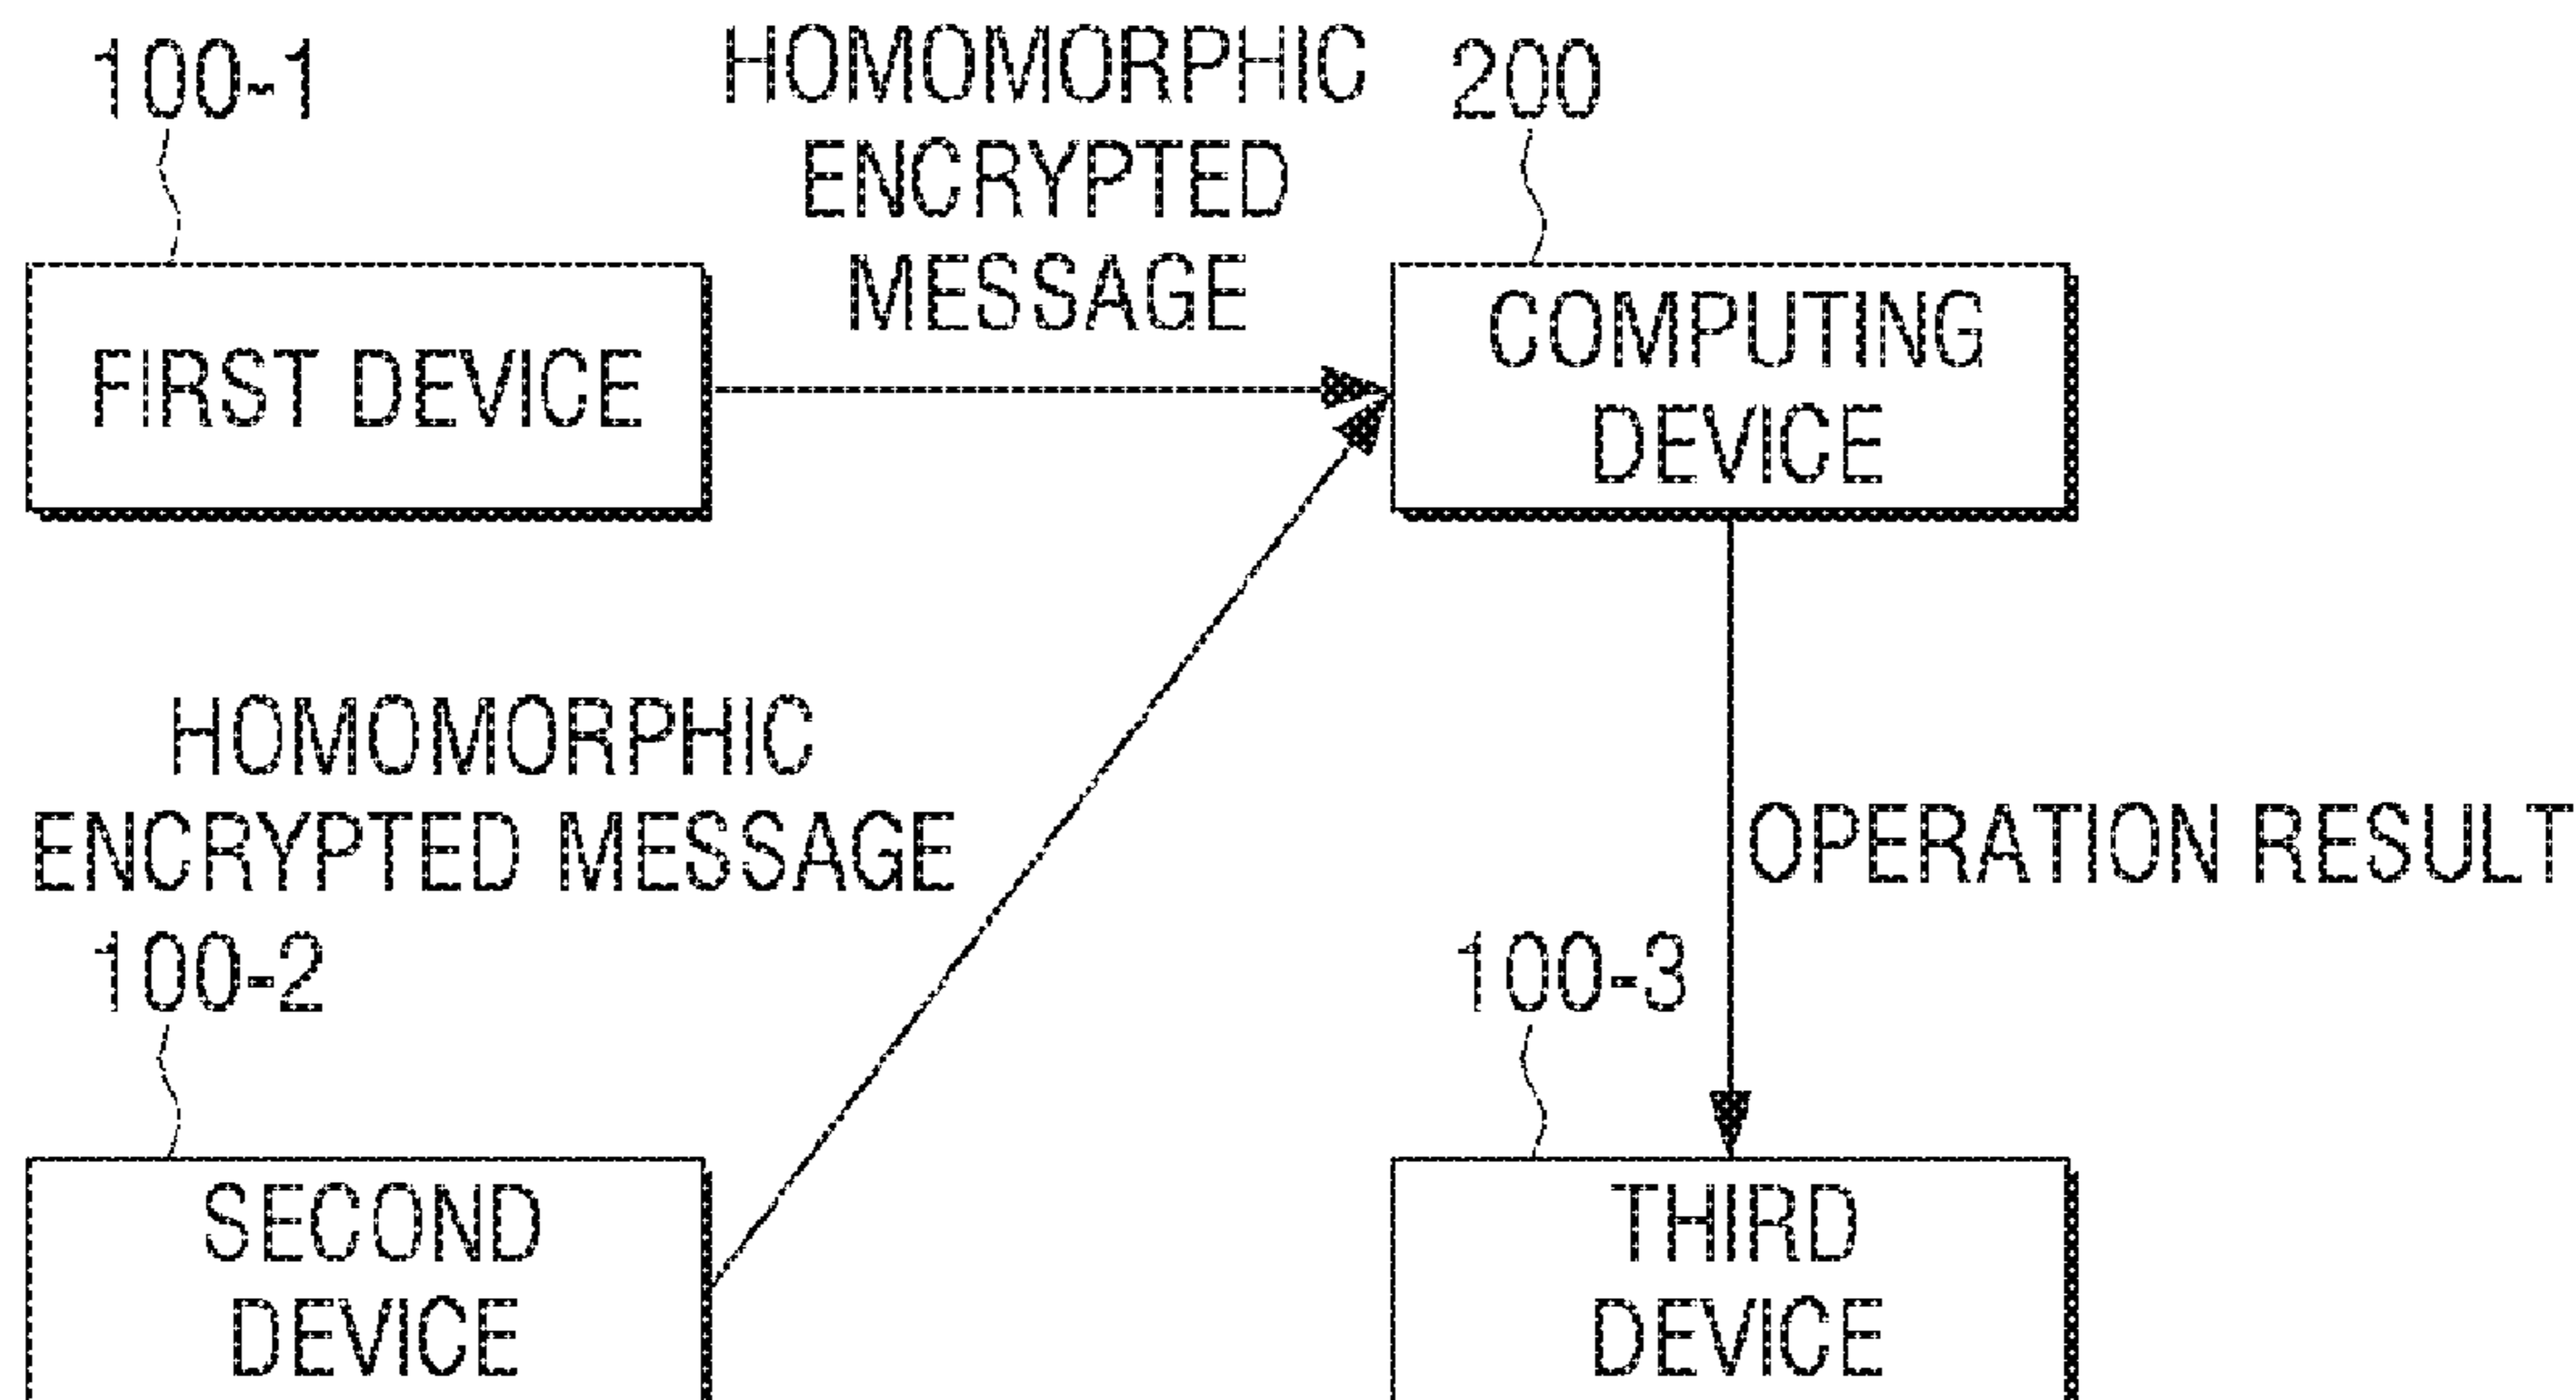 100-1
HOMOMORPHIC
ENCRYPTED
MESSAGE
200
FIRST DEVICE
COMPUTING
DEVICE
HOMOMORPHIC
ENCRYPTED MESSAGE
OPERATION RESULT
100-2
100-3
SECOND
DEVICE
THIRD
DEVICE